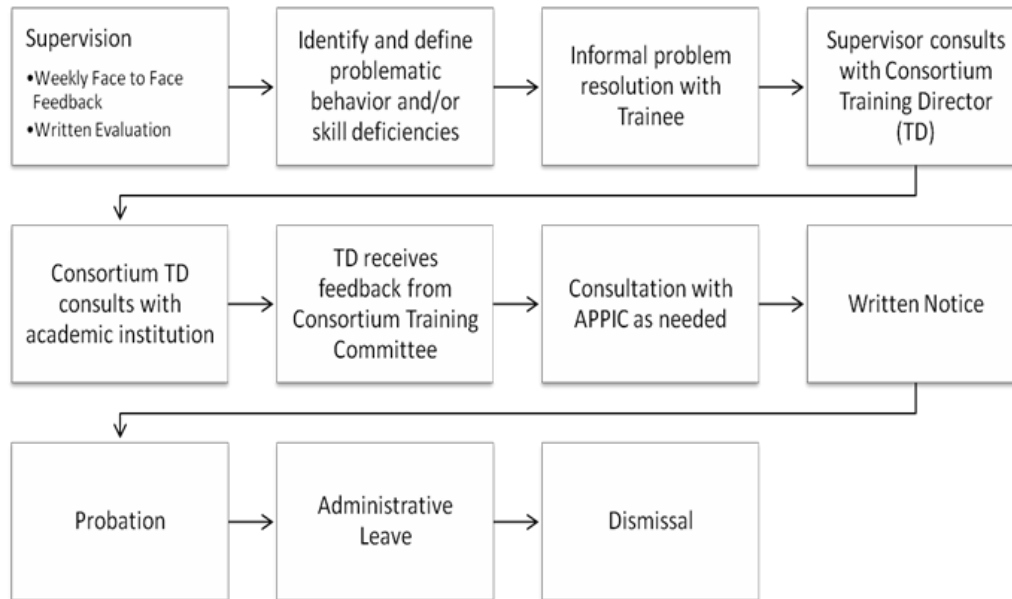 Supervision
•Weekly Face to Face
Feedback
•Written Evaluation
Identify and define
problematic
behavior and/or
skill deficiencies
Informal problem
resolution with
Trainee
Supervisor consults
with Consortium
Training Director
(TD)
Consortium TD
consults with
academic institution
TD receives
feedback from
Consortium Training
Committee
Consultation with
APPIC as needed
Written Notice
Probation
Administrative
Leave
Dismissal